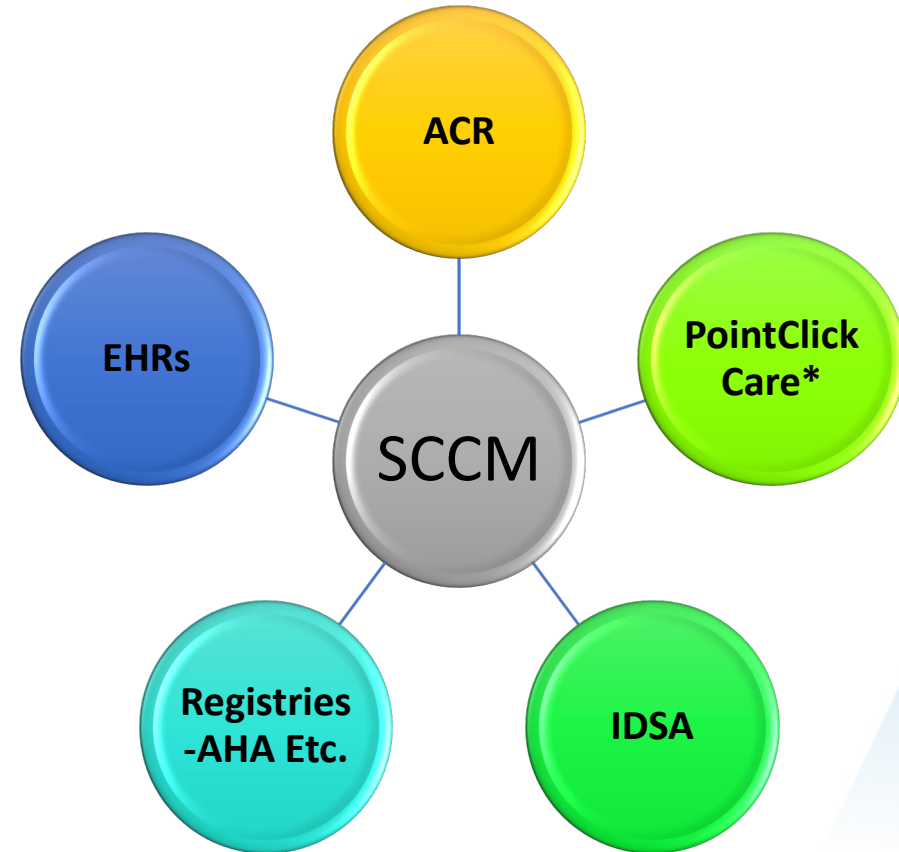 ACR
PointClick
Care*
EHRs
SCCM
Registries
-AHA Etc.
IDSA